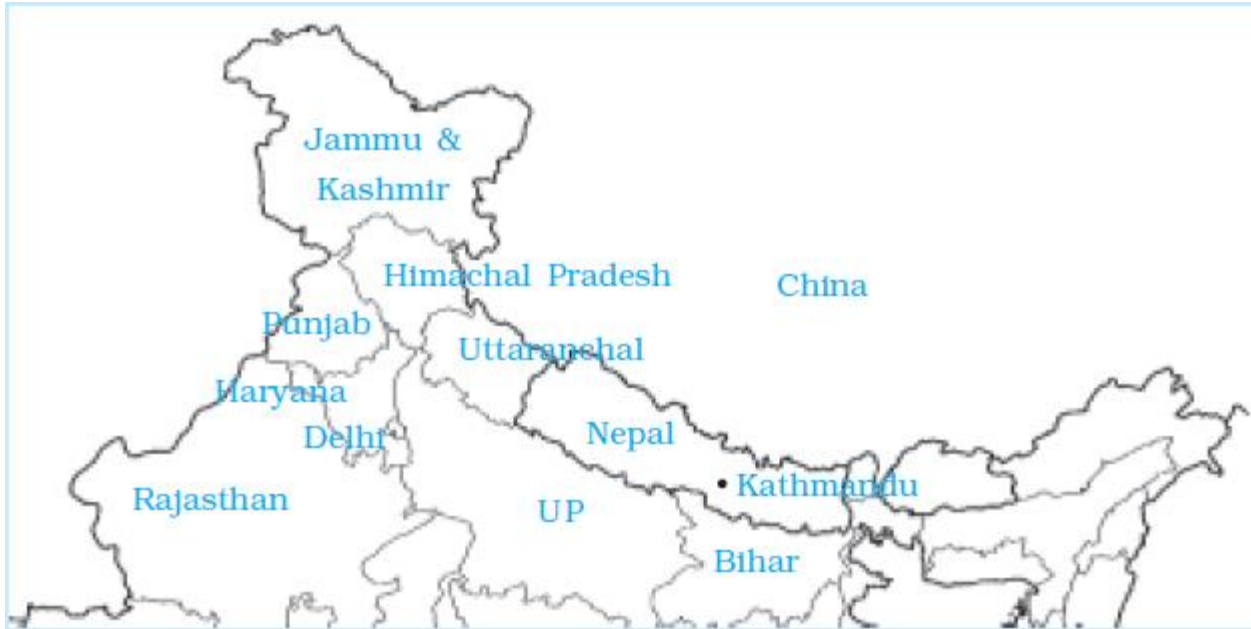 Jammu &
Kashmir
Himachal Pradesh
China
Punjab
Uttaranchal
Haryana
Nepal
Delhi
Kathmandu
Rajasthan
UP
Bihar